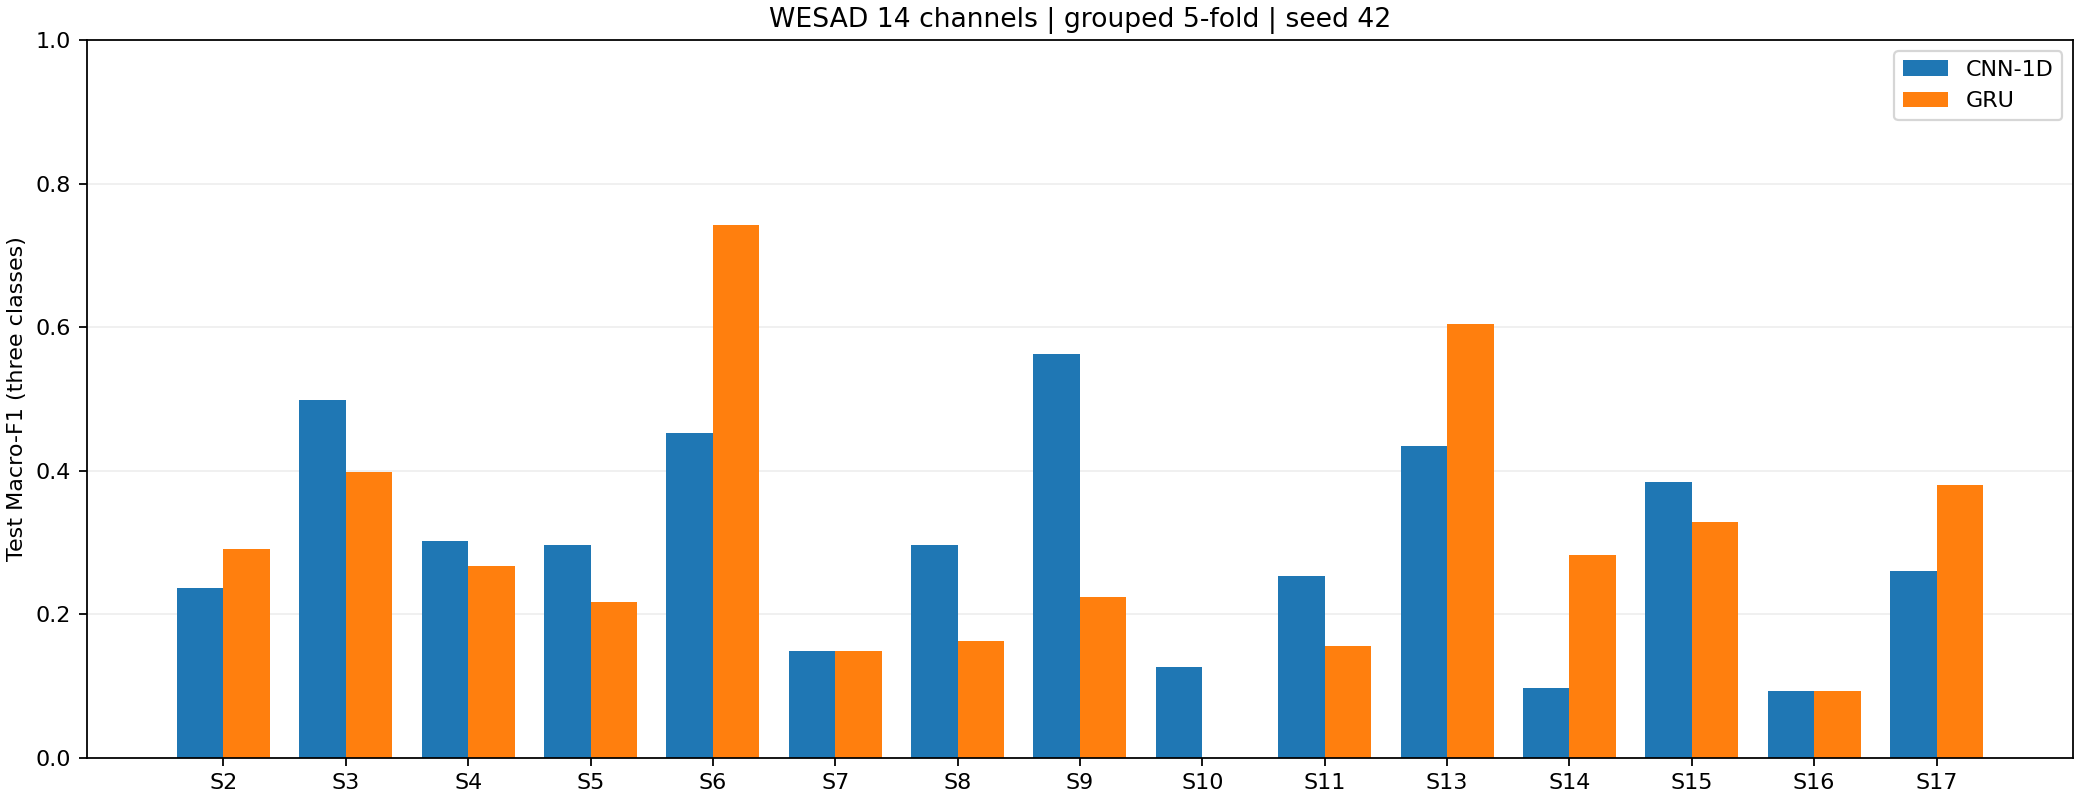 WESAD 14 channels | grouped 5-fold | seed 42
1.0
0.8
0.6
0.4
0.2
0.0
Test Macro-F1 (three classes)
CNN-1D
GRU
S2 S3 S4 S5 S6 S7 S8 S9 S10 S11 S13 S14 S15 S16 S17